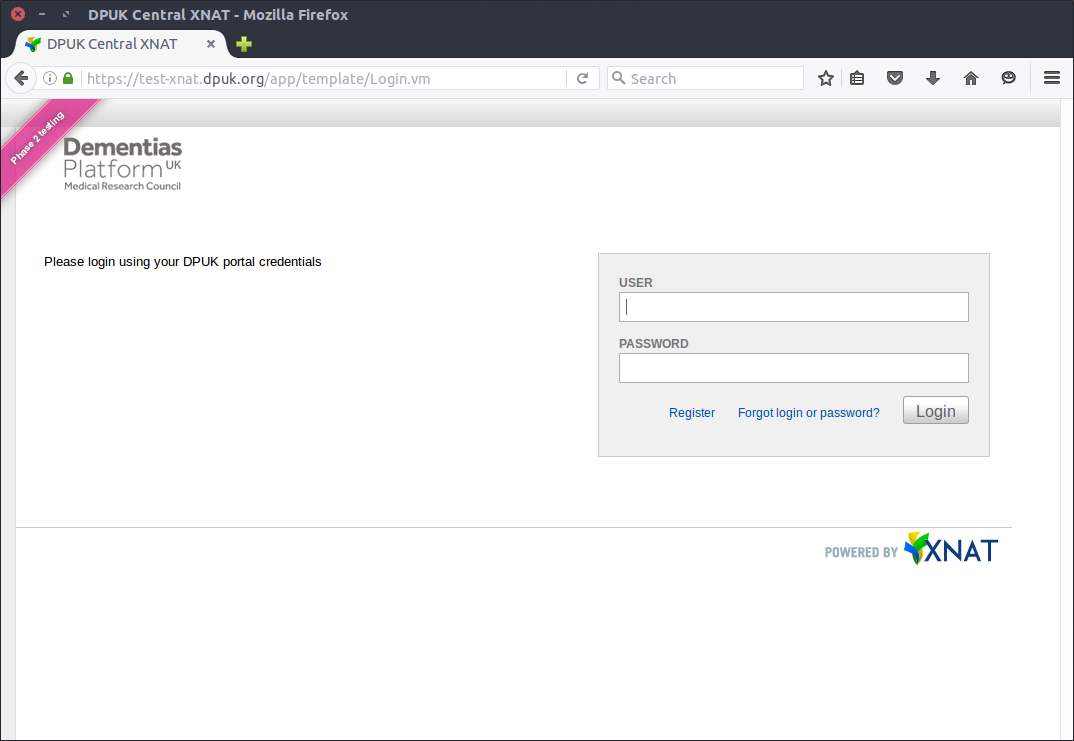 DPUK Central XNAT - Mozilla Firefox
DPUK Central XNAT
https://test-xnat.dpuk.org/app/template/Login.vm
Search
Phase 2 testing
Dementias
Platform UK
Medical Research Council
Please login using your DPUK portal credentials
USER
PASSWORD
Register Forgot login or password? Login
POWERED BY XNAT